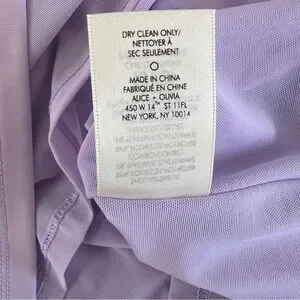 DRY CLEAN ONLY/
NETTOYER À
SEC SEULEMENT
MADE IN CHINA
FABRIQUÉ EN CHINE
ALICE + OLIVIA
450 W 14TH ST 11FL
NEW YORK, NY 10014